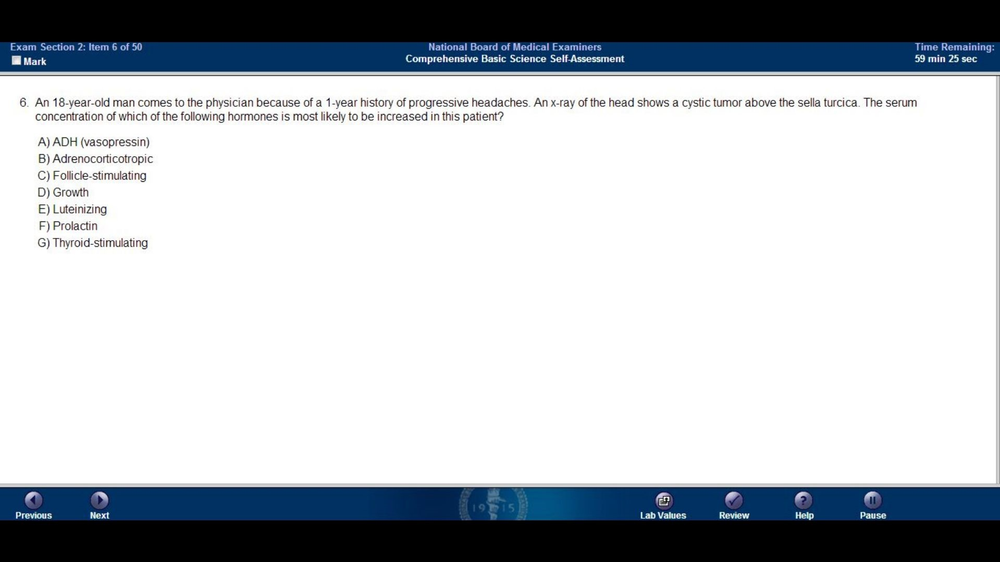 Exam Section 2: Item 6 of 50
Mark
National Board of Medical Examiners
Comprehensive Basic Science Self-Assessment
Time Remaining:
59 min 25 sec
6. An 18-year-old man comes to the physician because of a 1-year history of progressive headaches. An x-ray of the head shows a cystic tumor above the sella turcica. The serum
concentration of which of the following hormones is most likely to be increased in this patient?
A) ADH (vasopressin)
B) Adrenocorticotropic
C) Follicle-stimulating
D) Growth
E) Luteinizing
F) Prolactin
G) Thyroid-stimulating
Previous
Next
1915
Lab Values
Review
Help
Pause